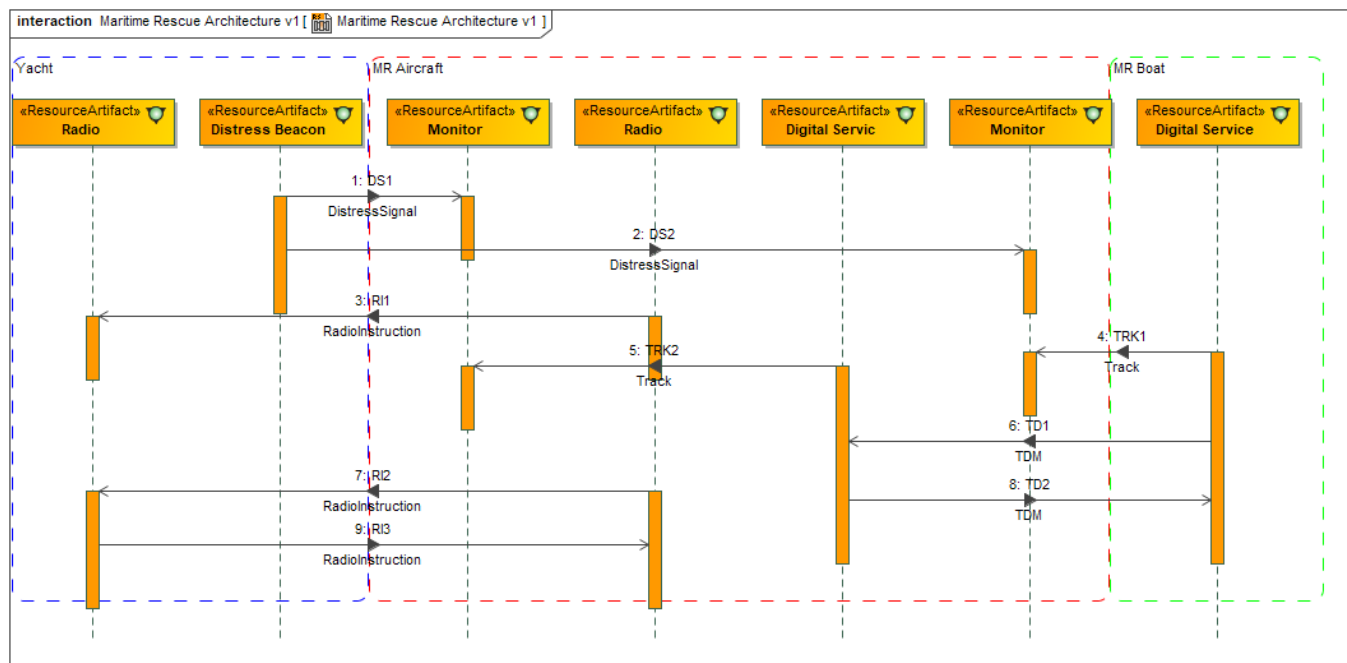 interaction Maritime Rescue Architecture v1 [ Maritime Rescue Architecture v1 ]
Yacht
MR Aircraft
MR Boat
«ResourceArtifact»
Radio
«ResourceArtifact»
Distress Beacon
«ResourceArtifact»
Monitor
«ResourceArtifact»
Radio
«ResourceArtifact»
Digital Servic
«ResourceArtifact»
Monitor
«ResourceArtifact»
Digital Service
1: DS1
DistressSignal
2: DS2
DistressSignal
3: RI1
RadioInstruction
4: TRK1
Track
5: TRK2
Track
6: TD1
TDM
7: RI2
RadioInstruction
8: TD2
TDM
9: RI3
RadioInstruction